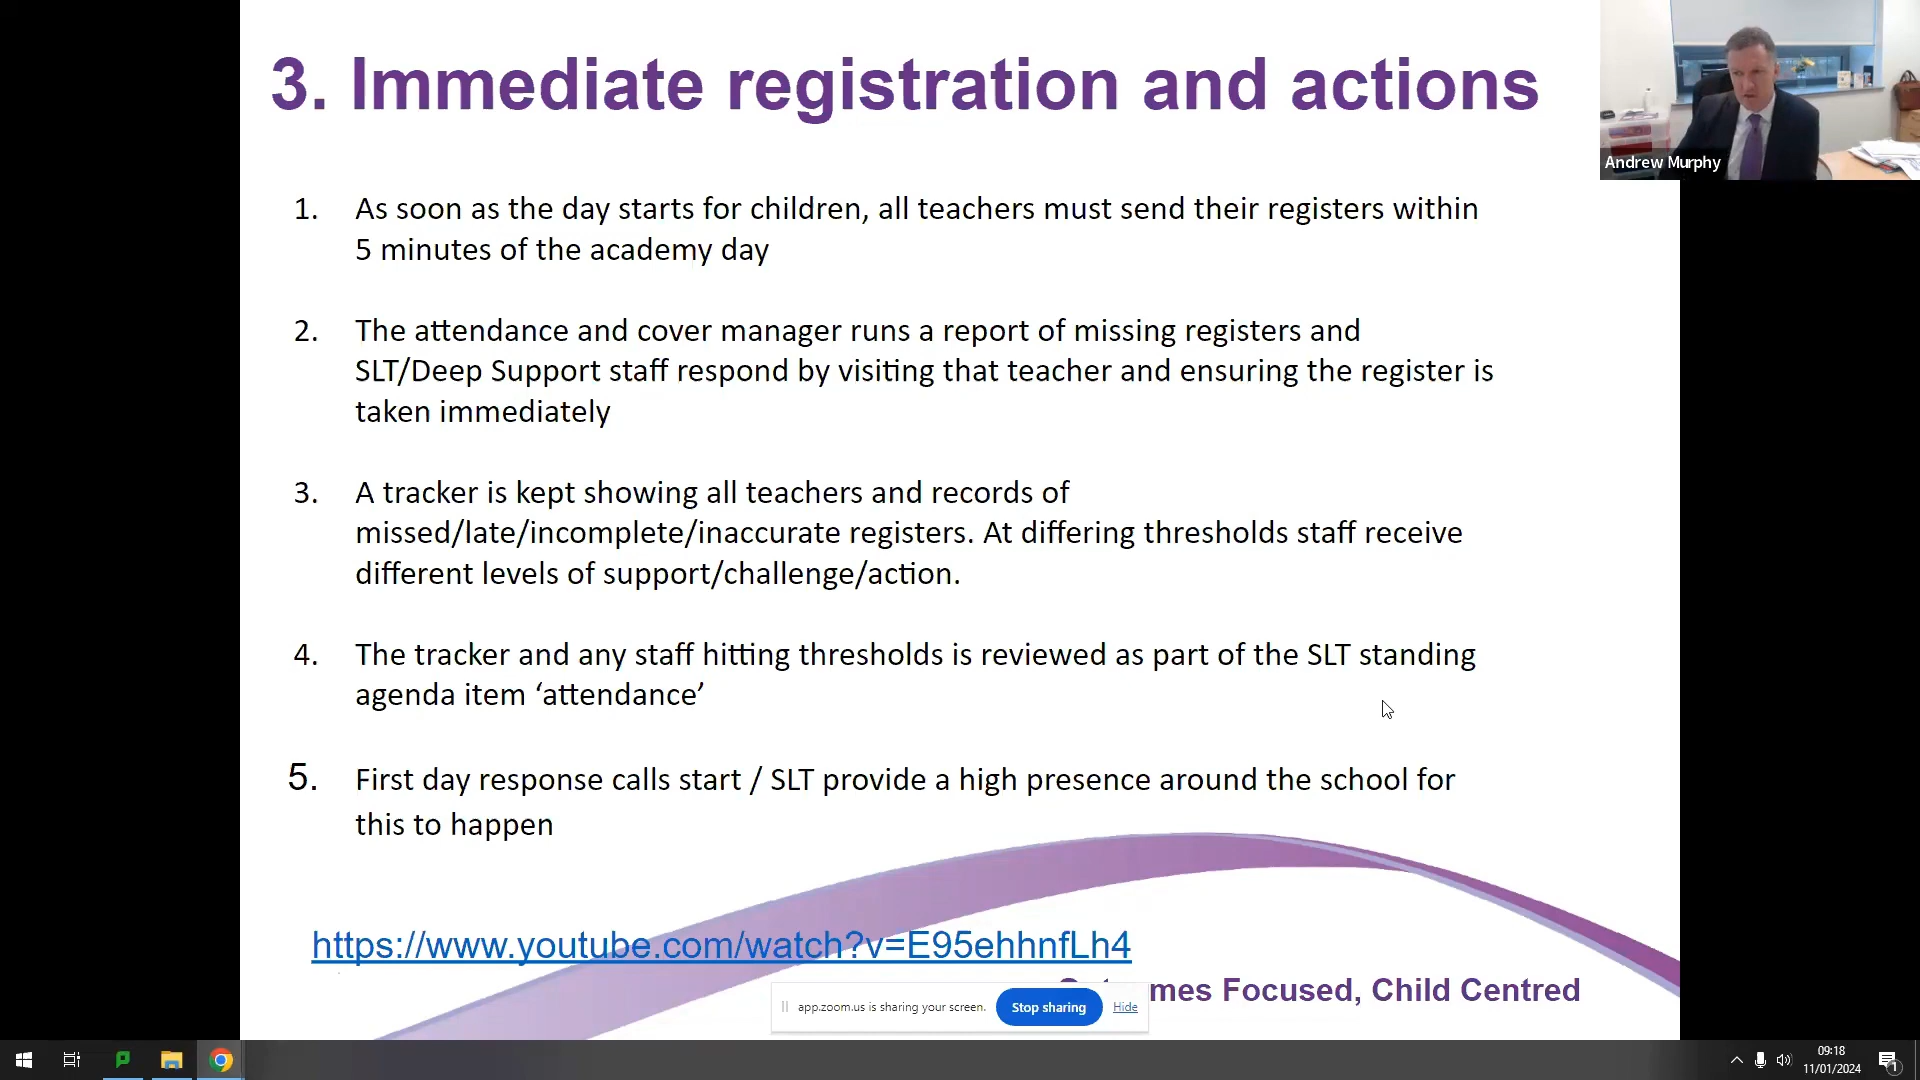 3. Immediate registration and actions
Andrew Murphy
1. As soon as the day starts for children, all teachers must send their registers within
5 minutes of the academy day
2. The attendance and cover manager runs a report of missing registers and
SLT/Deep Support staff respond by visiting that teacher and ensuring the register is
taken immediately
3. A tracker is kept showing all teachers and records of
missed/late/incomplete/inaccurate registers. At differing thresholds staff receive
different levels of support/challenge/action.
4. The tracker and any staff hitting thresholds is reviewed as part of the SLT standing
agenda item ‘attendance’
5. First day response calls start / SLT provide a high presence around the school for
this to happen
https://www.youtube.com/watch?v=E95ehhnfLh4
Focused, Child Centred
app.zoom.us is sharing your screen. Stop sharing Hide
09:18
11/01/2024
1